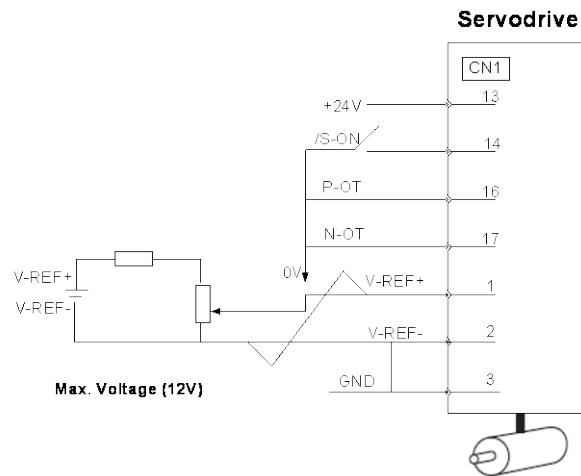 Servodrive
CN1
+24V 13
/S-ON 14
P-OT 16
N-OT 17
0V
V-REF+ V-REF+ 1
V-REF- V-REF- 2
GND 3
Max. Voltage (12V)